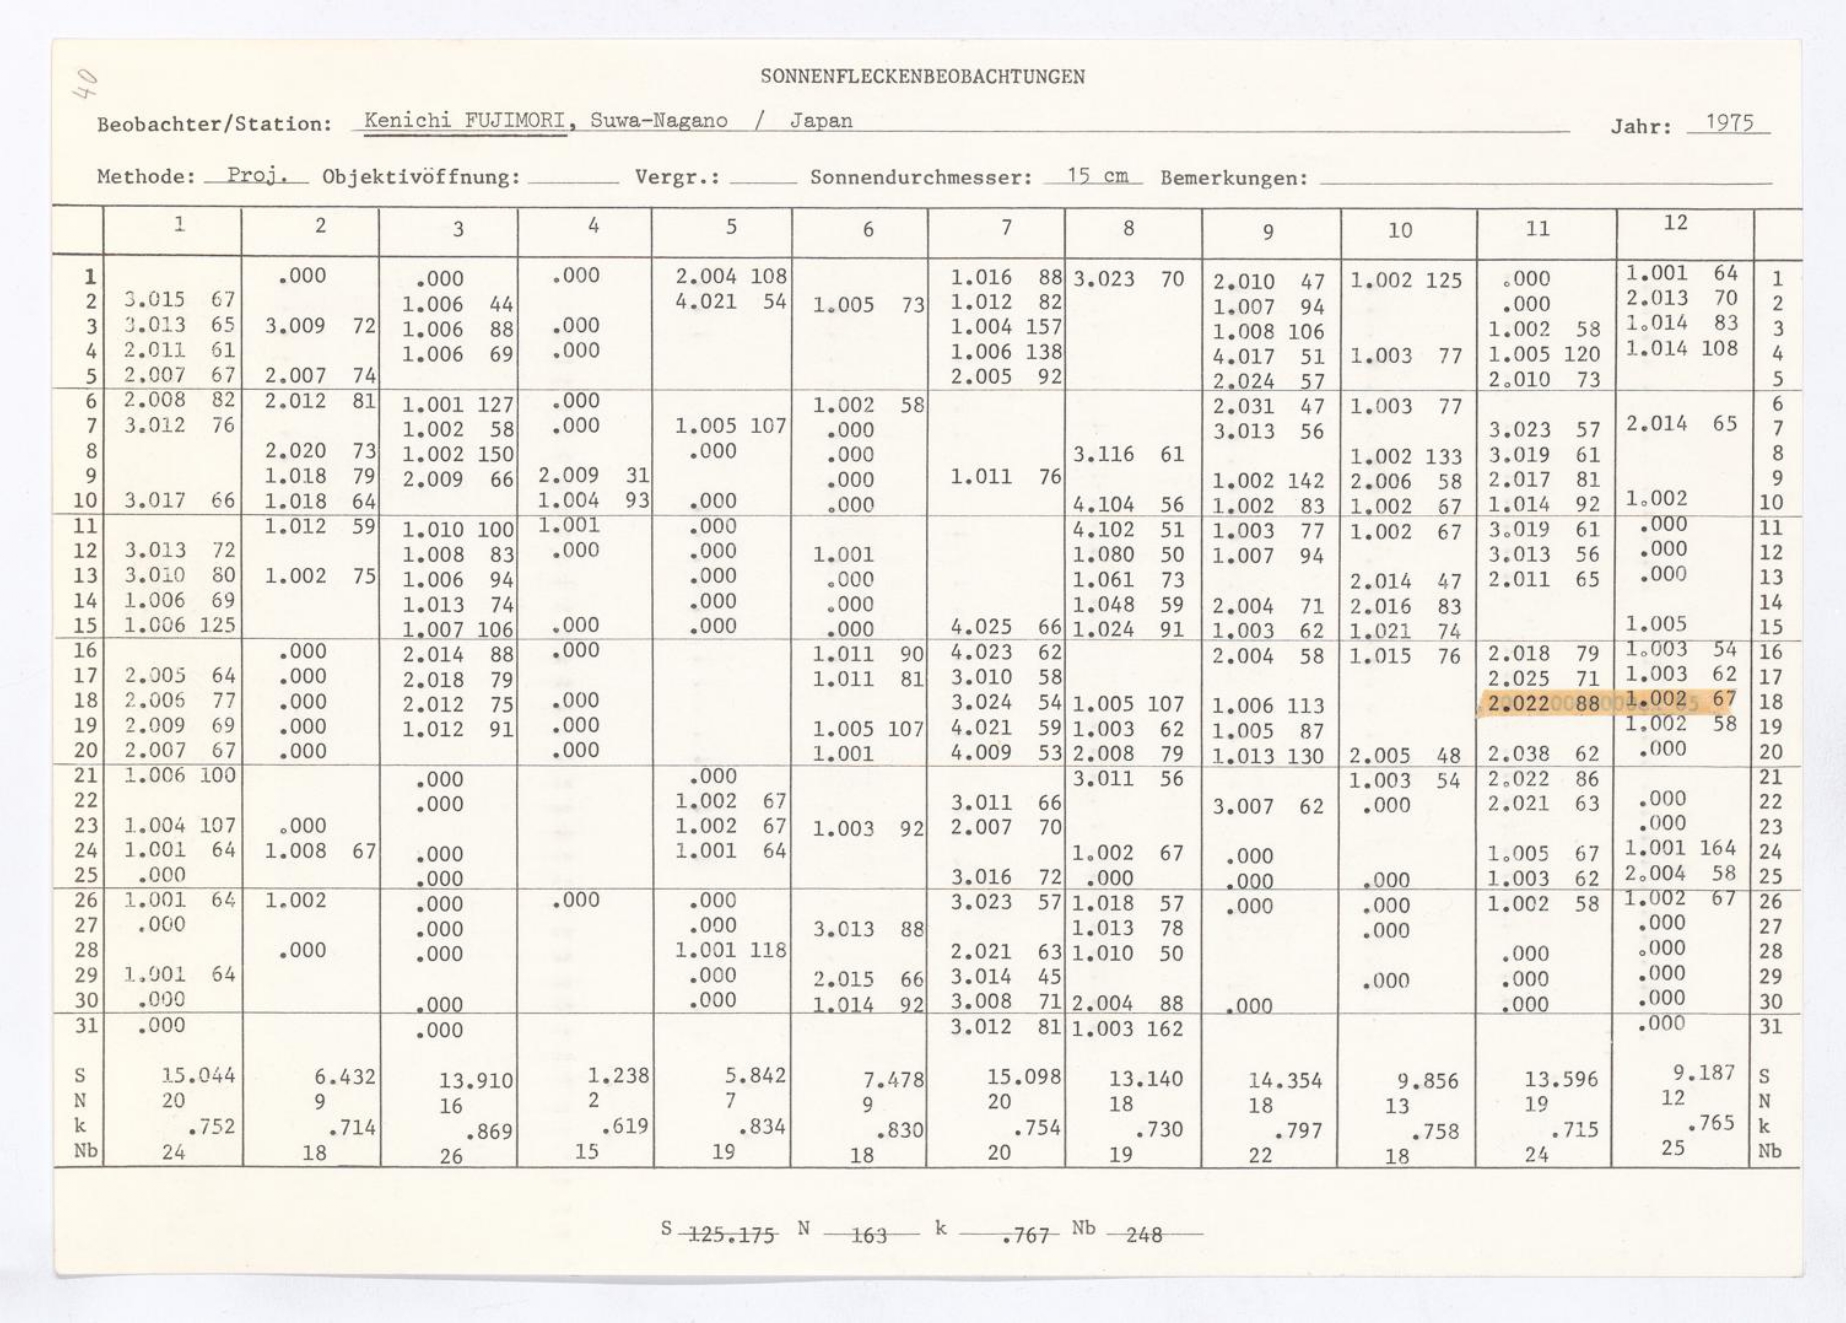 40
SONNENFLECKENBEOBACHTUNGEN
Beobachter/Station: Kenichi FUJIMORI, Suwa-Nagano / Japan Jahr: 1975
Methode: Proj. Objektivöffnung: Vergr.: Sonnendurchmesser: 15 cm Bemerkungen:
1 2 3 4 5 6 7 8 9 10 11 12
1 .000 .000 .000 2.004 108 1.016 88 3.023 70 2.010 47 1.002 125 .000 1.001 64 1
2 3.015 67 1.006 44 4.021 54 1.005 73 1.012 82 1.007 94 .000 2.013 70 2
3 3.013 65 3.009 72 1.006 88 .000 1.004 157 1.008 106 1.002 58 1.014 83 3
4 2.011 61 1.006 69 .000 1.006 138 4.017 51 1.003 77 1.005 120 1.014 108 4
5 2.007 67 2.007 74 2.005 92 2.024 57 2.010 73 5
6 2.008 82 2.012 81 1.001 127 .000 1.002 58 2.031 47 1.003 77 6
7 3.012 76 1.002 58 .000 1.005 107 .000 3.013 56 3.023 57 2.014 65 7
8 2.020 73 1.002 150 .000 .000 3.116 61 1.002 133 3.019 61 8
9 1.018 79 2.009 66 2.009 31 .000 1.011 76 1.002 142 2.006 58 2.017 81 9
10 3.017 66 1.018 64 1.004 93 .000 .000 4.104 56 1.002 83 1.002 67 1.014 92 1.002 10
11 1.012 59 1.010 100 1.001 .000 4.102 51 1.003 77 1.002 67 3.019 61 .000 11
12 3.013 72 1.008 83 .000 .000 1.001 1.080 50 1.007 94 3.013 56 .000 12
13 3.010 80 1.002 75 1.006 94 .000 .000 1.061 73 2.014 47 2.011 65 .000 13
14 1.006 69 1.013 74 .000 .000 1.048 59 2.004 71 2.016 83 14
15 1.006 125 1.007 106 .000 .000 .000 4.025 66 1.024 91 1.003 62 1.021 74 1.005 15
16 .000 2.014 88 .000 1.011 90 4.023 62 2.004 58 1.015 76 2.018 79 1.003 54 16
17 2.005 64 .000 2.018 79 1.011 81 3.010 58 2.025 71 1.003 62 17
18 2.006 77 .000 2.012 75 .000 3.024 54 1.005 107 1.006 113 2.022 88 1.002 67 18
19 2.009 69 .000 1.012 91 .000 1.005 107 4.021 59 1.003 62 1.005 87 1.002 58 19
20 2.007 67 .000 .000 1.001 4.009 53 2.008 79 1.013 130 2.005 48 2.038 62 .000 20
21 1.006 100 .000 .000 3.011 56 1.003 54 2.022 86 21
22 .000 1.002 67 3.011 66 3.007 62 .000 2.021 63 .000 22
23 1.004 107 .000 1.002 67 1.003 92 2.007 70 .000 23
24 1.001 64 1.008 67 .000 1.001 64 1.002 67 .000 1.005 67 1.001 164 24
25 .000 .000 3.016 72 .000 .000 .000 1.003 62 2.004 58 25
26 1.001 64 1.002 .000 .000 .000 3.023 57 1.018 57 .000 .000 1.002 58 1.002 67 26
27 .000 .000 .000 3.013 88 1.013 78 .000 .000 27
28 .000 .000 1.001 118 2.021 63 1.010 50 .000 .000 28
29 1.001 64 .000 2.015 66 3.014 45 .000 .000 .000 29
30 .000 .000 .000 1.014 92 3.008 71 2.004 88 .000 .000 .000 30
31 .000 .000 3.012 81 1.003 162 .000 31
S 15.044 6.432 13.910 1.238 5.842 7.478 15.098 13.140 14.354 9.856 13.596 9.187 S
N 20 9 16 2 7 9 20 18 18 13 19 12 N
k .752 .714 .869 .619 .834 .830 .754 .730 .797 .758 .715 .765 k
Nb 24 18 26 15 19 18 20 19 22 18 24 25 Nb
S 125.175 N 163 k .767 Nb 248